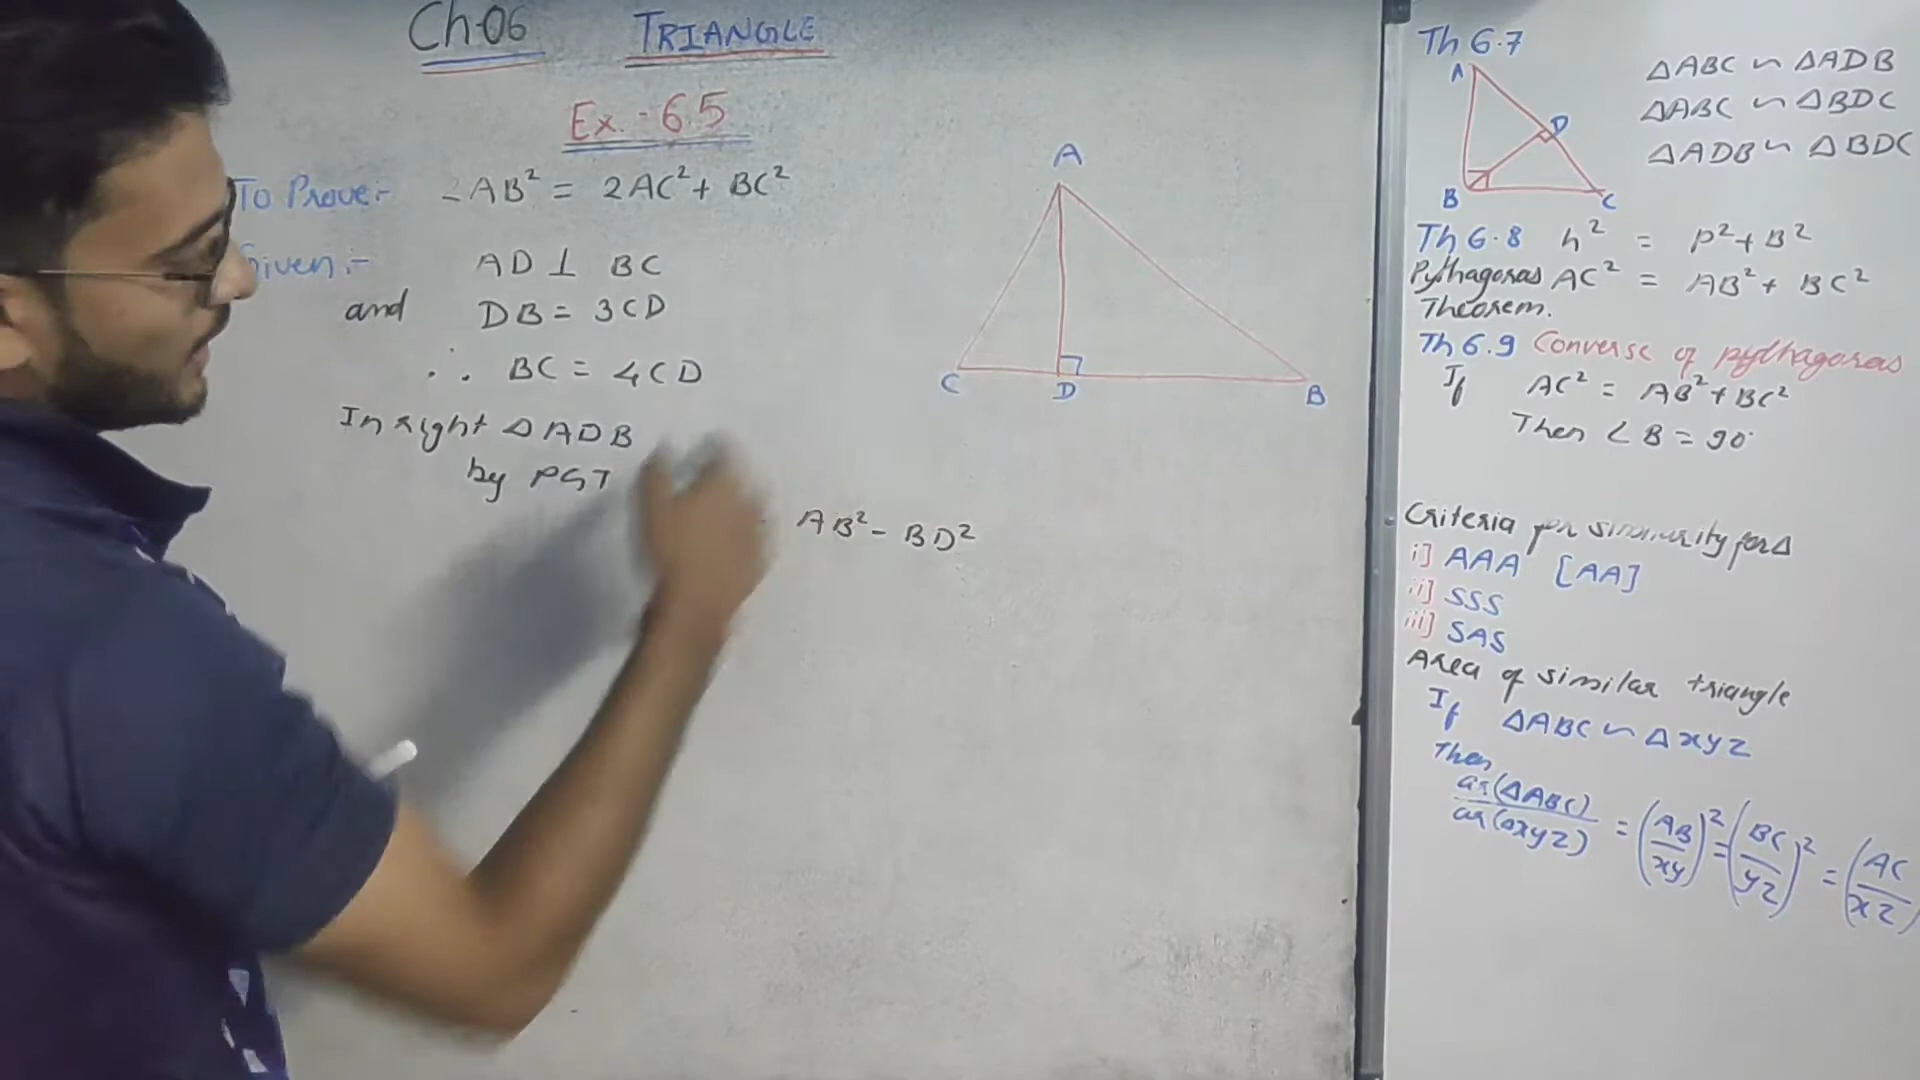 Ch-06 TRIANGLE
Ex.-6.5
To Prove:- 2AB² = 2AC² + BC²
Given:- AD ⊥ BC
and DB = 3CD
∴ BC = 4CD
In right △ADB
by PGT
AB² - BD²
A
C D B
Th 6.7
A
D
B C
△ABC ~ △ADB
△ABC ~ △BDC
△ADB ~ △BDC
Th 6.8 h² = P² + B²
Pythagoras AC² = AB² + BC²
Theorem.
Th 6.9 Converse of pythagoras
If AC² = AB² + BC²
Then ∠B = 90°
Criteria for similarity for △
i] AAA [AA]
ii] SSS
iii] SAS
Area of similar triangle
If △ABC ~ △XYZ
Then
ar(△ABC)/ar(△XYZ) = (AB/XY)² = (BC/YZ)² = (AC/XZ)